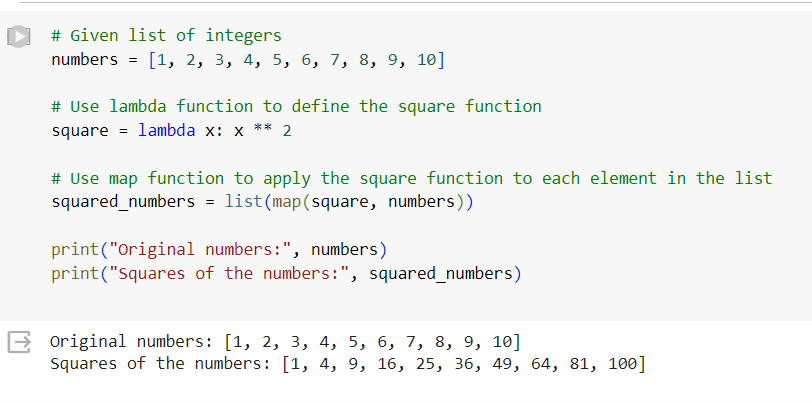 # Given list of integers
numbers = [1, 2, 3, 4, 5, 6, 7, 8, 9, 10]
# Use lambda function to define the square function
square = lambda x: x ** 2
# Use map function to apply the square function to each element in the list
squared_numbers = list(map(square, numbers))
print("Original numbers:", numbers)
print("Squares of the numbers:", squared_numbers)
Original numbers: [1, 2, 3, 4, 5, 6, 7, 8, 9, 10]
Squares of the numbers: [1, 4, 9, 16, 25, 36, 49, 64, 81, 100]